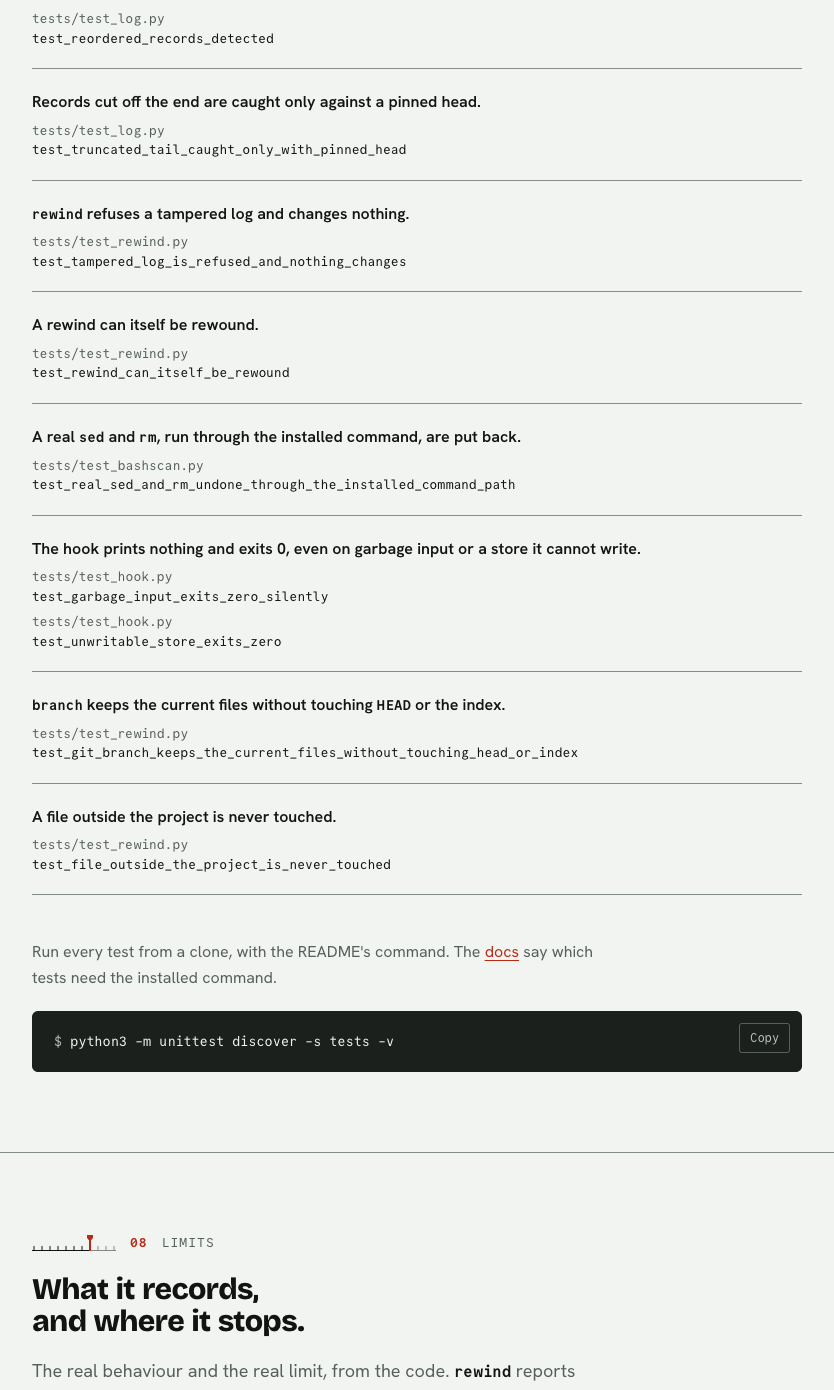 tests/test_log.py
test_reordered_records_detected
Records cut off the end are caught only against a pinned head.
tests/test_log.py
test_truncated_tail_caught_only_with_pinned_head
rewind refuses a tampered log and changes nothing.
tests/test_rewind.py
test_tampered_log_is_refused_and_nothing_changes
A rewind can itself be rewound.
tests/test_rewind.py
test_rewind_can_itself_be_rewound
A real sed and rm, run through the installed command, are put back.
tests/test_bashscan.py
test_real_sed_and_rm_undone_through_the_installed_command_path
The hook prints nothing and exits 0, even on garbage input or a store it cannot write.
tests/test_hook.py
test_garbage_input_exits_zero_silently
tests/test_hook.py
test_unwritable_store_exits_zero
branch keeps the current files without touching HEAD or the index.
tests/test_rewind.py
test_git_branch_keeps_the_current_files_without_touching_head_or_index
A file outside the project is never touched.
tests/test_rewind.py
test_file_outside_the_project_is_never_touched
Run every test from a clone, with the README's command. The docs say which
tests need the installed command.
$ python3 -m unittest discover -s tests -v
Copy
08 LIMITS
What it records,
and where it stops.
The real behaviour and the real limit, from the code. rewind reports